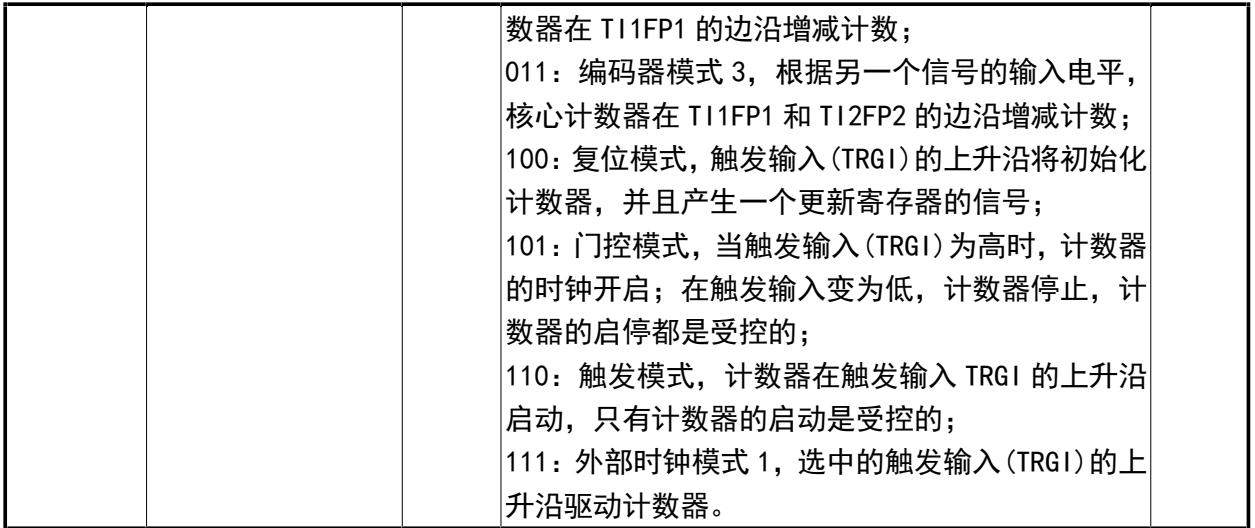 数器在 TI1FP1 的边沿增减计数；
011：编码器模式 3，根据另一个信号的输入电平，
核心计数器在 TI1FP1 和 TI2FP2 的边沿增减计数；
100：复位模式，触发输入(TRGI)的上升沿将初始化
计数器，并且产生一个更新寄存器的信号；
101：门控模式，当触发输入(TRGI)为高时，计数器
的时钟开启；在触发输入变为低，计数器停止，计
数器的启停都是受控的；
110：触发模式，计数器在触发输入 TRGI 的上升沿
启动，只有计数器的启动是受控的；
111：外部时钟模式 1，选中的触发输入(TRGI)的上
升沿驱动计数器。